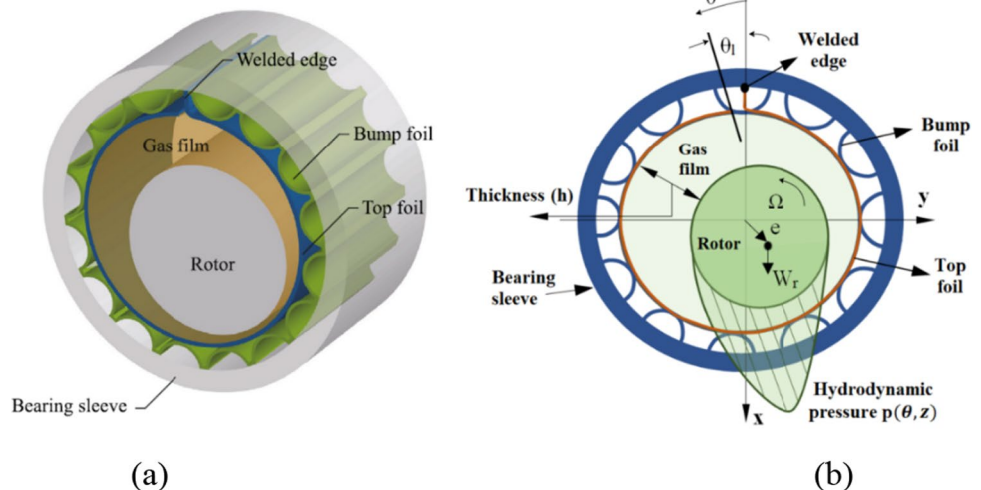 Welded edge
Gas film
Bump foil
Top foil
Rotor
Bearing sleeve
(a)
θₗ
Welded
edge
Bump
foil
Gas
film
Thickness (h)
Ω
y
e
Rotor
Wᵣ
Top
foil
Bearing
sleeve
Hydrodynamic
pressure p(θ,z)
x
(b)